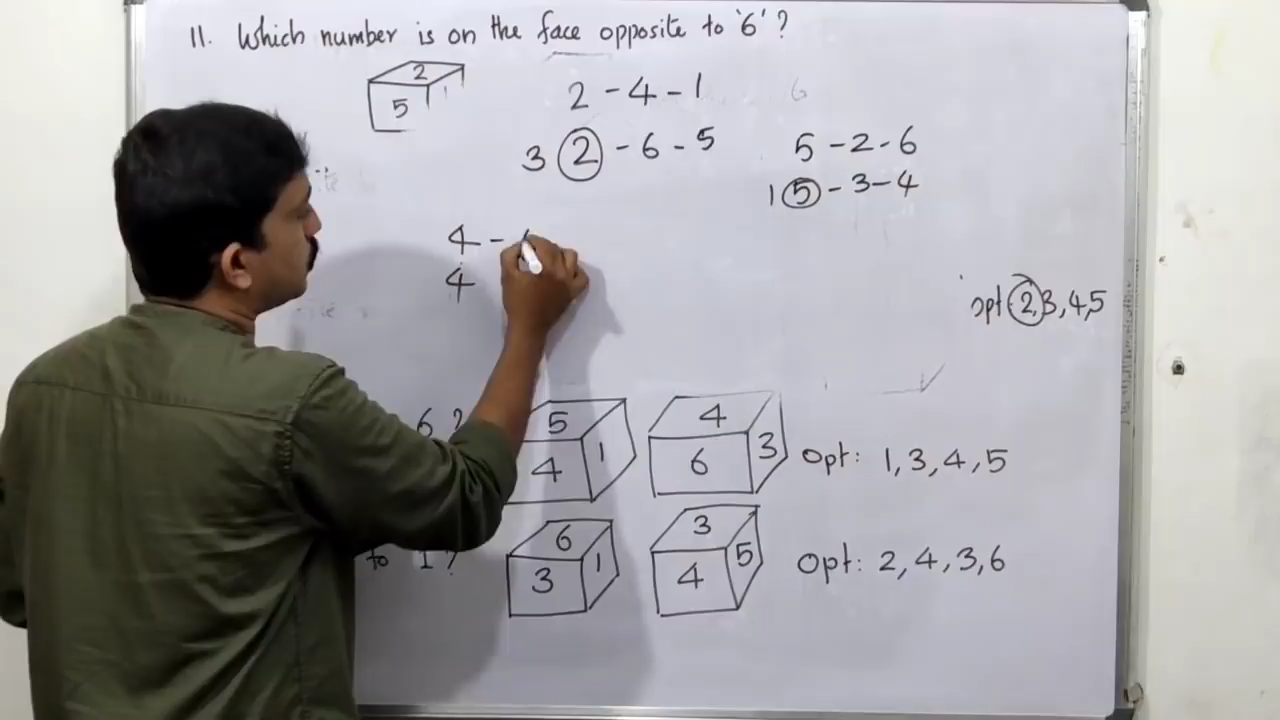 11. Which number is on the face opposite to '6' ?
2
5
2 - 4 - 1
3 2 - 6 - 5
5 - 2 - 6
1 5 - 3 - 4
4 -
4
opt 2, 3, 4, 5
6 ?
5
4 1
4
6 3
Opt: 1, 3, 4, 5
to 1 ?
6
3 1
3
4 5
Opt: 2, 4, 3, 6